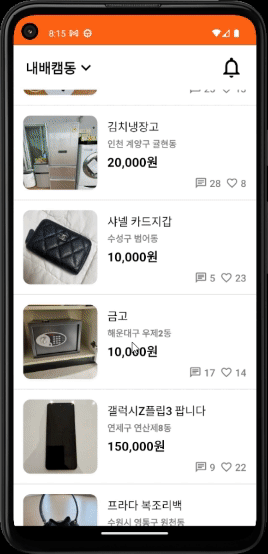 8:15
내배캠동
김치냉장고
인천 계양구 귤현동
20,000원
28 8
샤넬 카드지갑
수성구 범어동
10,000원
5 23
금고
해운대구 우제2동
10,000원
17 14
갤럭시Z플립3 팝니다
연제구 연산제8동
150,000원
9 22
프라다 복조리백
수원시 영통구 원천동